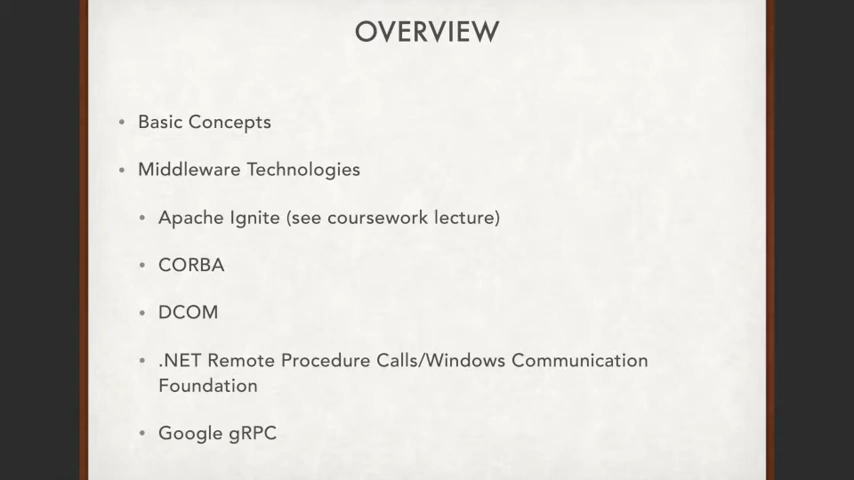 OVERVIEW
• Basic Concepts
• Middleware Technologies
• Apache Ignite (see coursework lecture)
• CORBA
• DCOM
• .NET Remote Procedure Calls/Windows Communication
Foundation
• Google gRPC